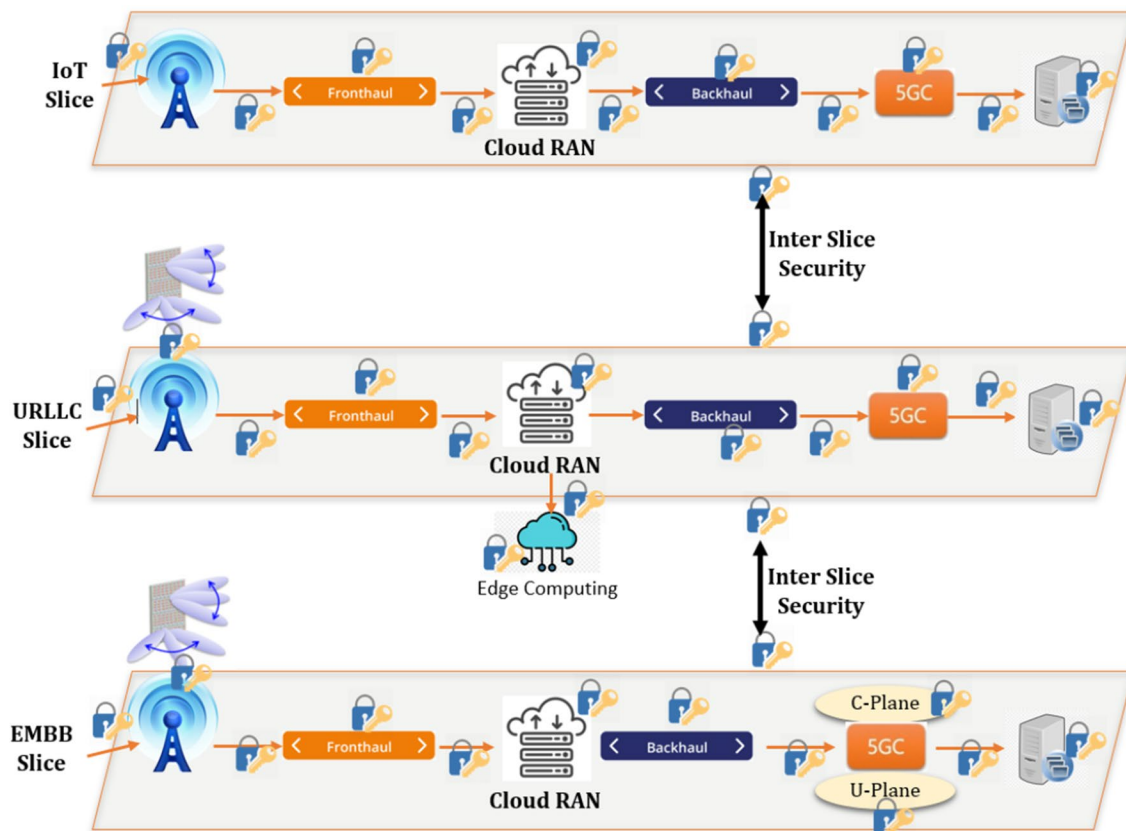 IoT
Slice
Fronthaul
Cloud RAN
Backhaul
5GC
Inter Slice
Security
URLLC
Slice
Fronthaul
Cloud RAN
Backhaul
5GC
Edge Computing
Inter Slice
Security
EMBB
Slice
Fronthaul
Cloud RAN
Backhaul
C-Plane
5GC
U-Plane